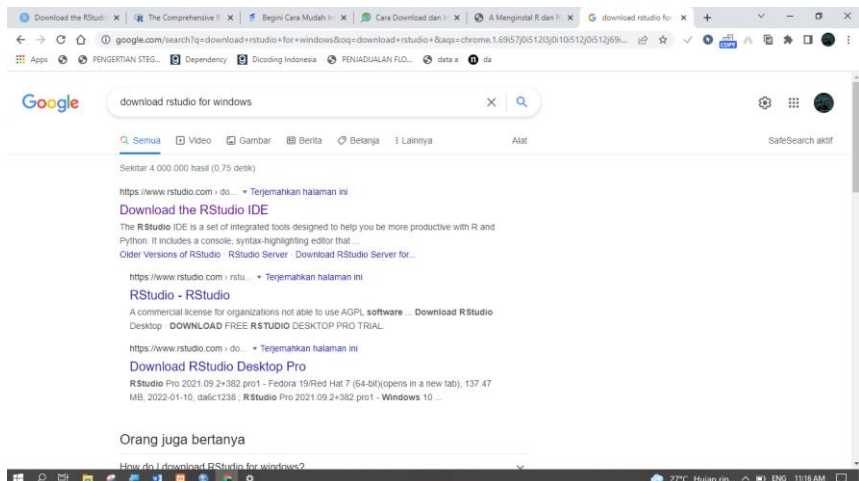 Download the RStudi
The Comprehensive R
Begini Cara Mudah In
Cara Download dan In
A Menginstal R dan R
download rstudio for
google.com/search?q=download+rstudio+for+windows&oq=download+rstudio+&aqs=chrome.1.69i57j0i512l3j0i10i512j0i512j69i...
COPY
Apps
PENGERTIAN STEG...
Dependency
Dicoding Indonesia
PENJADUALAN FLO...
data a
da
Google
download rstudio for windows
Semua
Video
Gambar
Berita
Belanja
Lainnya
Alat
SafeSearch aktif
Sekitar 4.000.000 hasil (0,75 detik)
https://www.rstudio.com › do... Terjemahkan halaman ini
Download the RStudio IDE
The RStudio IDE is a set of integrated tools designed to help you be more productive with R and
Python. It includes a console, syntax-highlighting editor that ...
Older Versions of RStudio · RStudio Server · Download RStudio Server for...
https://www.rstudio.com › rstu... Terjemahkan halaman ini
RStudio - RStudio
A commercial license for organizations not able to use AGPL software ... Download RStudio
Desktop · DOWNLOAD FREE RSTUDIO DESKTOP PRO TRIAL.
https://www.rstudio.com › do... Terjemahkan halaman ini
Download RStudio Desktop Pro
RStudio Pro 2021.09.2+382.pro1 - Fedora 19/Red Hat 7 (64-bit)(opens in a new tab), 137.47
MB, 2022-01-10, da6c1238 ; RStudio Pro 2021.09.2+382.pro1 - Windows 10 ...
Orang juga bertanya
How do I download RStudio for windows?
27°C Hujan rin...
ENG
11:16 AM